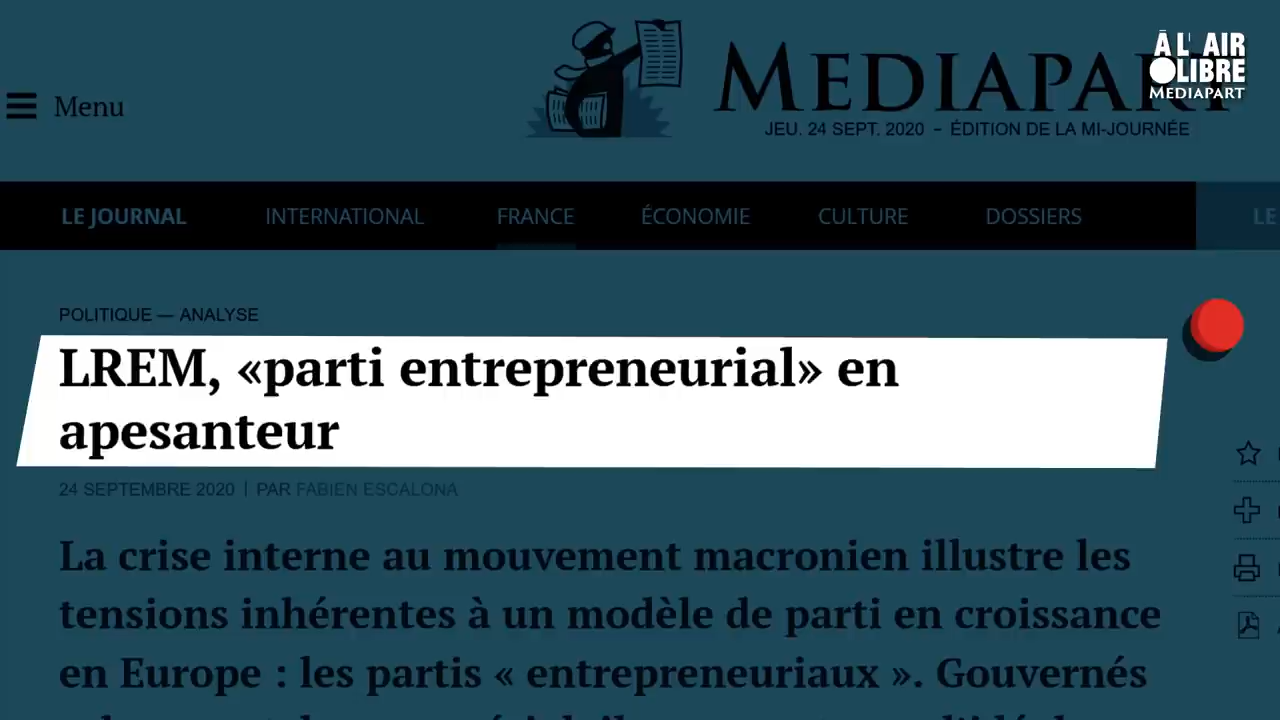 À L' AIR
LIBRE
MEDIAPART
MEDIAPART
JEU. 24 SEPT. 2020 – ÉDITION DE LA MI-JOURNÉE
Menu
LE JOURNAL INTERNATIONAL FRANCE ÉCONOMIE CULTURE DOSSIERS LE
POLITIQUE — ANALYSE
LREM, «parti entrepreneurial» en
apesanteur
24 SEPTEMBRE 2020 | PAR FABIEN ESCALONA
La crise interne au mouvement macronien illustre les
tensions inhérentes à un modèle de parti en croissance
en Europe : les partis « entrepreneuriaux ». Gouvernés